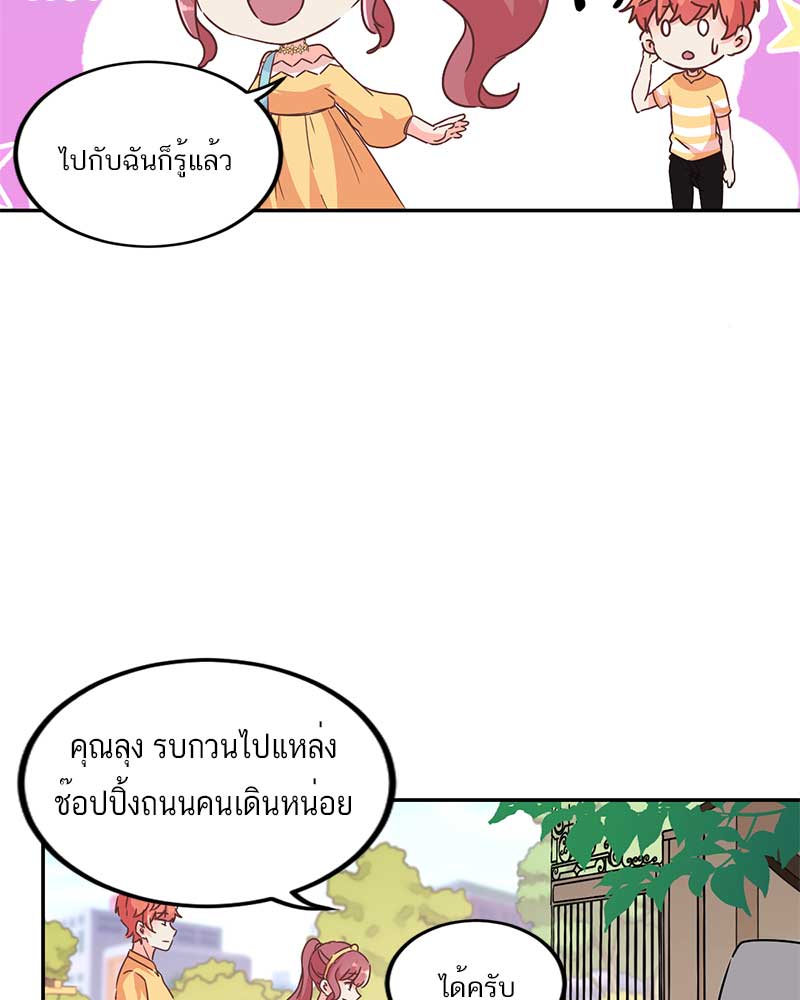 ไปกับฉันก็รู้แล้ว
คุณลุง รบกวนไปแหล่ง
ช๊อปปิ้งถนนคนเดินหน่อย
ได้ครับ